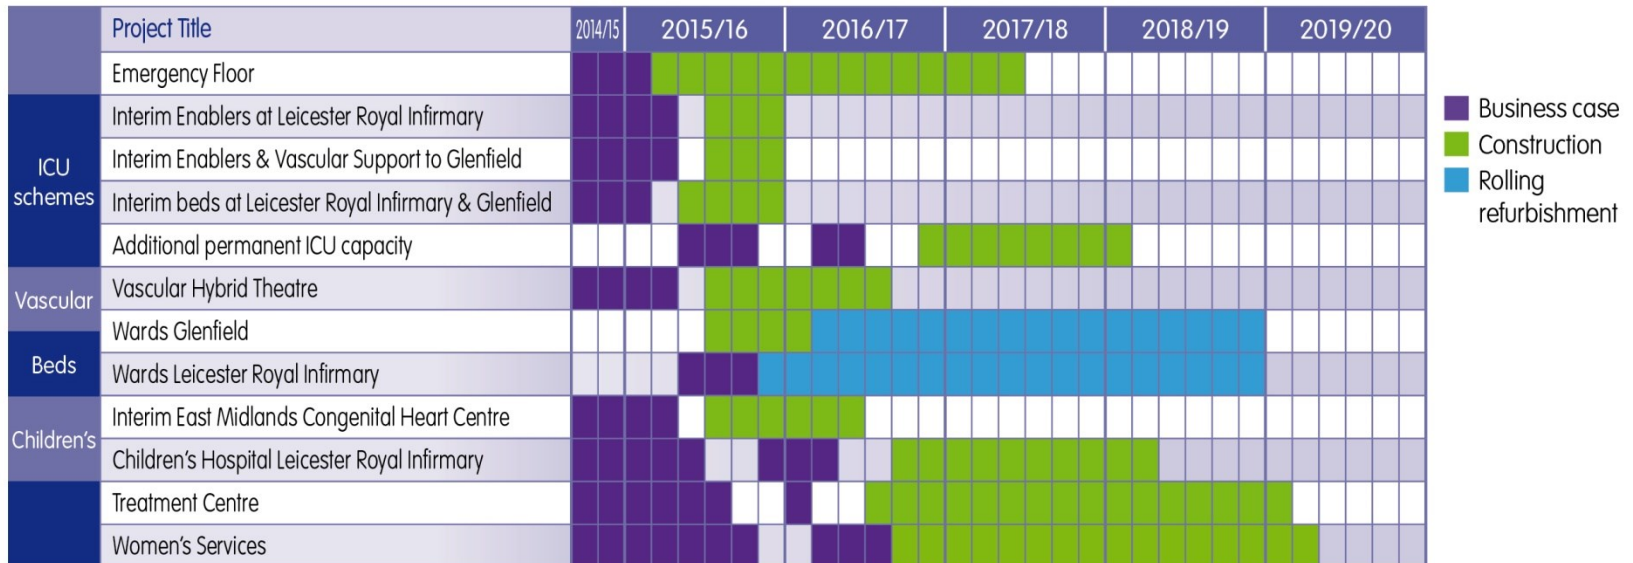 Project Title 2014/15 2015/16 2016/17 2017/18 2018/19 2019/20
Emergency Floor
Interim Enablers at Leicester Royal Infirmary
Interim Enablers & Vascular Support to Glenfield
Interim beds at Leicester Royal Infirmary & Glenfield
Additional permanent ICU capacity
ICU
schemes
Vascular Hybrid Theatre
Vascular
Wards Glenfield
Wards Leicester Royal Infirmary
Beds
Interim East Midlands Congenital Heart Centre
Children's Hospital Leicester Royal Infirmary
Children's
Treatment Centre
Women's Services
Business case
Construction
Rolling
refurbishment